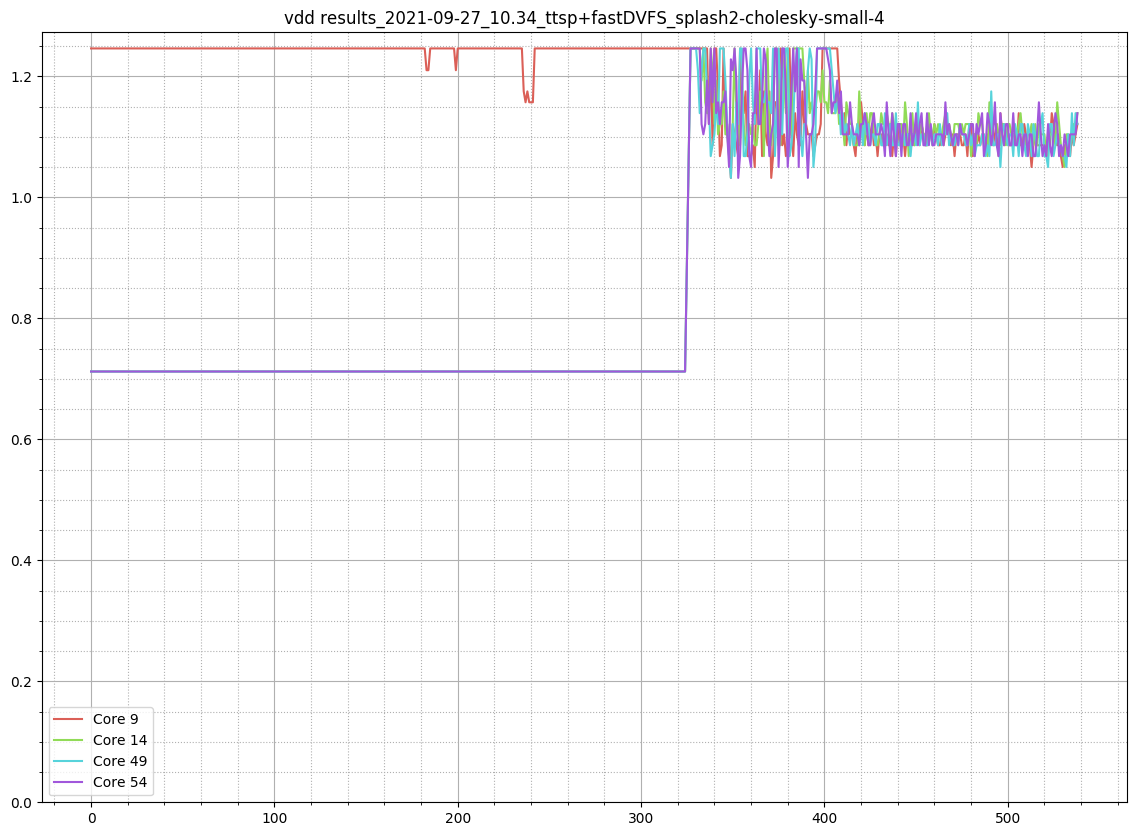 vdd results_2021-09-27_10.34_ttsp+fastDVFS_splash2-cholesky-small-4
1.2
1.0
0.8
0.6
0.4
0.2
0.0
Core 9
Core 14
Core 49
Core 54
0 100 200 300 400 500